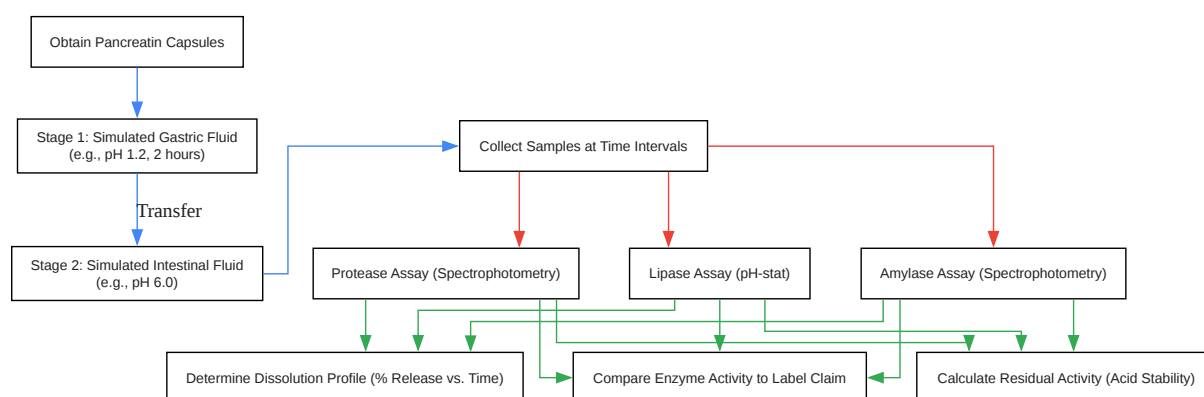 Obtain Pancreatin Capsules
Stage 1: Simulated Gastric Fluid
(e.g., pH 1.2, 2 hours)
Transfer
Stage 2: Simulated Intestinal Fluid
(e.g., pH 6.0)
Collect Samples at Time Intervals
Protease Assay (Spectrophotometry)
Lipase Assay (pH-stat)
Amylase Assay (Spectrophotometry)
Determine Dissolution Profile (% Release vs. Time)
Compare Enzyme Activity to Label Claim
Calculate Residual Activity (Acid Stability)